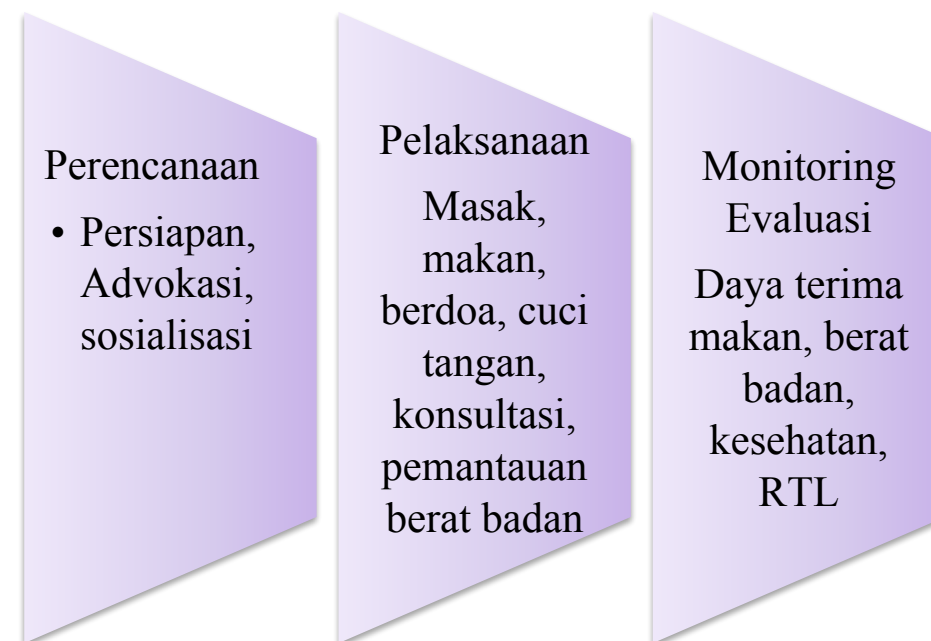 Perencanaan
• Persiapan,
Advokasi,
sosialisasi
Pelaksanaan
Masak,
makan,
berdoa, cuci
tangan,
konsultasi,
pemantauan
berat badan
Monitoring
Evaluasi
Daya terima
makan, berat
badan,
kesehatan,
RTL